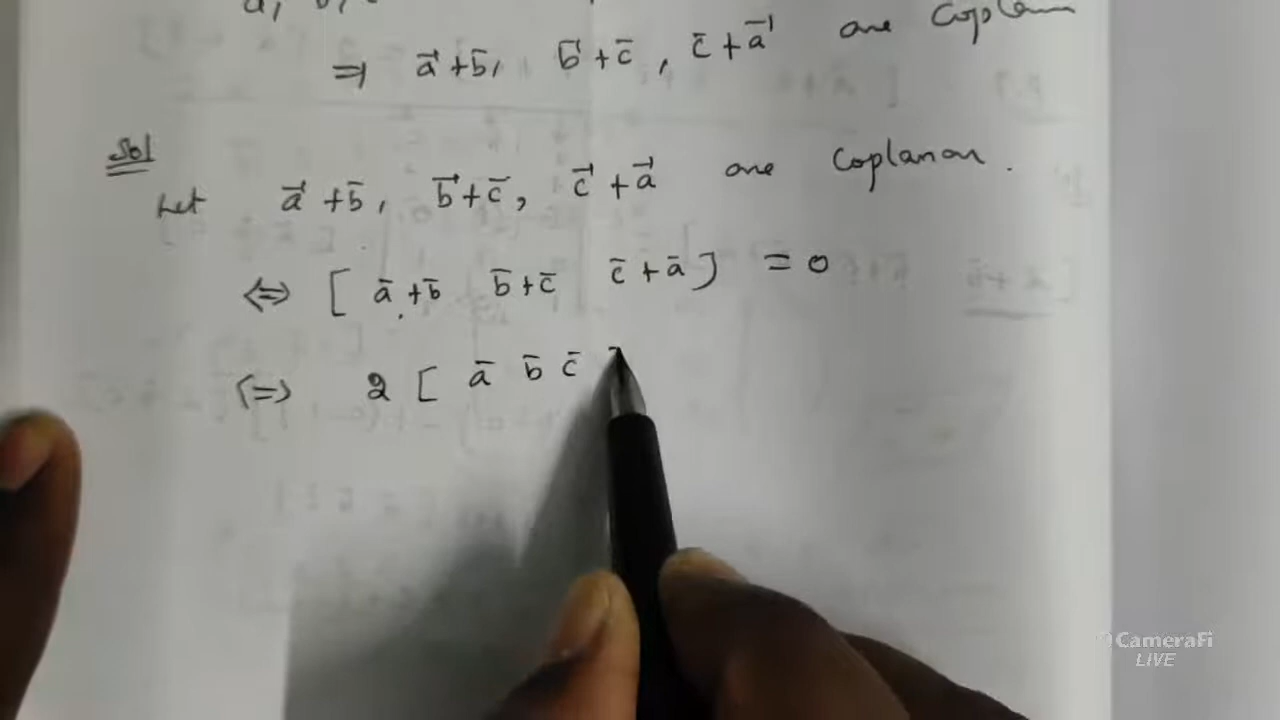 ⇒ a⃗ + b̄, b⃗ + c̄, c̄ + a⃗ are Coplanar
Sol
Let a⃗ + b̄, b⃗ + c̄, c⃗ + a⃗ are Coplanar.
⇔ [ ā + b̄ b̄ + c̄ c̄ + ā ] = 0
⇔ 2 [ ā b̄ c̄
CameraFi
LIVE